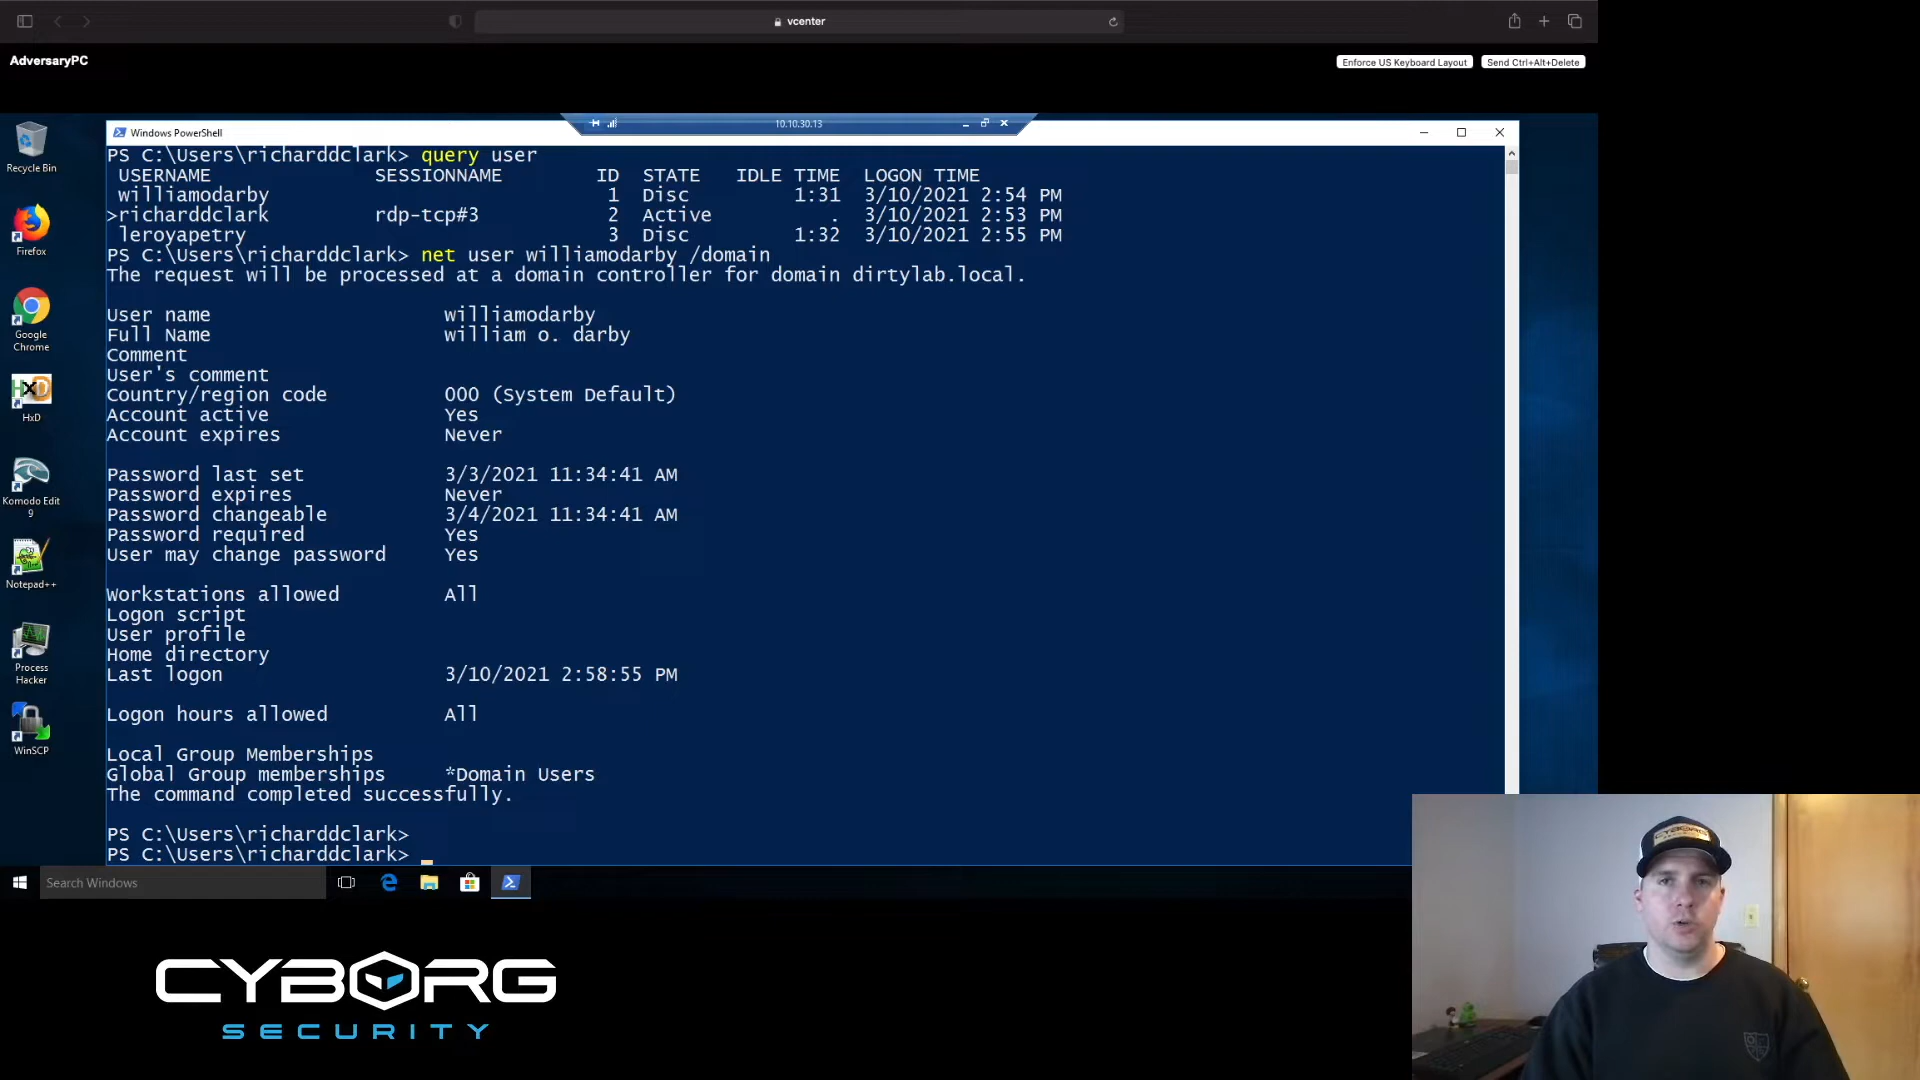 vcenter
AdversaryPC
Enforce US Keyboard Layout
Send Ctrl+Alt+Delete
Windows PowerShell
10.10.30.13
PS C:\Users\richarddclark> query user
USERNAME SESSIONNAME ID STATE IDLE TIME LOGON TIME
williamodarby 1 Disc 1:31 3/10/2021 2:54 PM
>richarddclark rdp-tcp#3 2 Active . 3/10/2021 2:53 PM
leroyapetry 3 Disc 1:32 3/10/2021 2:55 PM
PS C:\Users\richarddclark> net user williamodarby /domain
The request will be processed at a domain controller for domain dirtylab.local.
User name williamodarby
Full Name william o. darby
Comment
User's comment
Country/region code 000 (System Default)
Account active Yes
Account expires Never
Password last set 3/3/2021 11:34:41 AM
Password expires Never
Password changeable 3/4/2021 11:34:41 AM
Password required Yes
User may change password Yes
Workstations allowed All
Logon script
User profile
Home directory
Last logon 3/10/2021 2:58:55 PM
Logon hours allowed All
Local Group Memberships
Global Group memberships *Domain Users
The command completed successfully.
PS C:\Users\richarddclark>
PS C:\Users\richarddclark>
Recycle Bin
Firefox
Google
Chrome
HxD
HxD
Komodo Edit
9
Notepad++
Process
Hacker
WinSCP
Search Windows
CYBORG
SECURITY
CYBORG